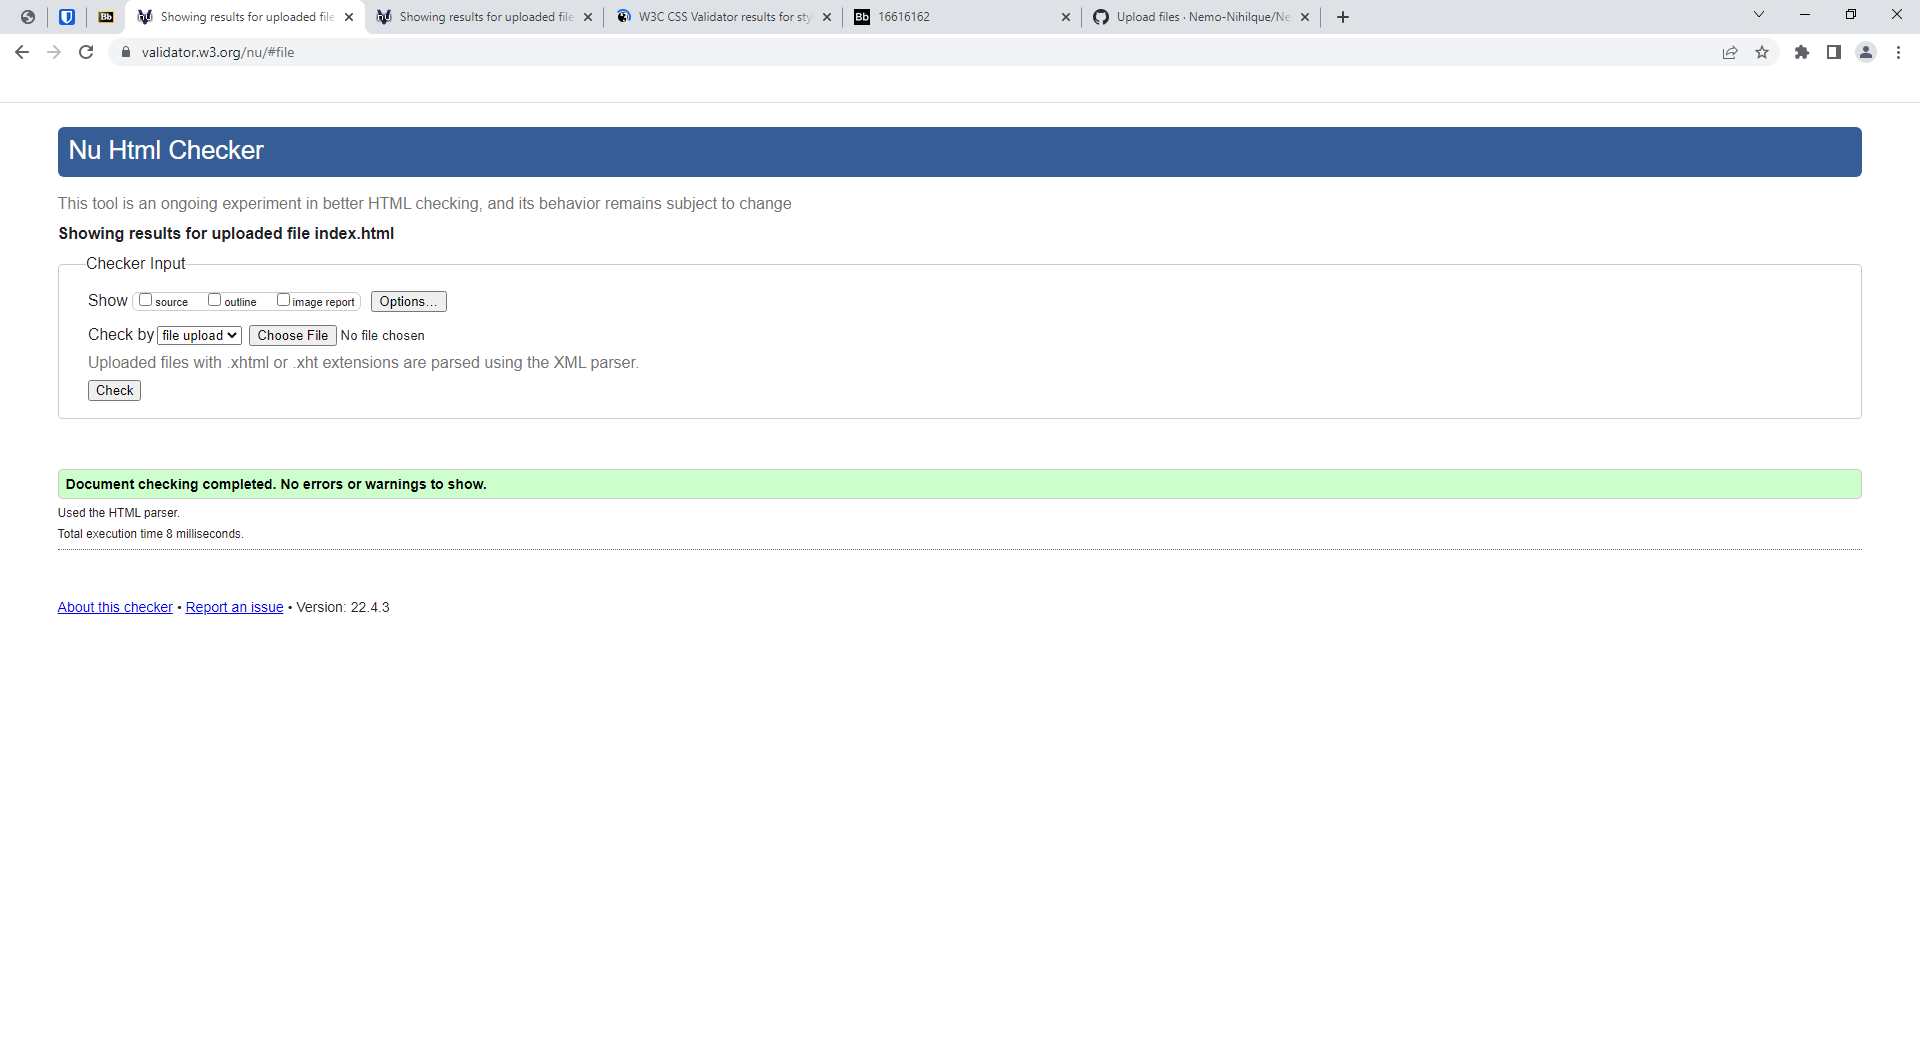 Bb
Showing results for uploaded file
Showing results for uploaded file
W3C CSS Validator results for sty
Bb
16616162
Upload files · Nemo-Nihilque/Ne
validator.w3.org/nu/#file
Nu Html Checker
This tool is an ongoing experiment in better HTML checking, and its behavior remains subject to change
Showing results for uploaded file index.html
Checker Input
Show source outline image report Options...
Check by file upload Choose File No file chosen
Uploaded files with .xhtml or .xht extensions are parsed using the XML parser.
Check
Document checking completed. No errors or warnings to show.
Used the HTML parser.
Total execution time 8 milliseconds.
About this checker • Report an issue • Version: 22.4.3